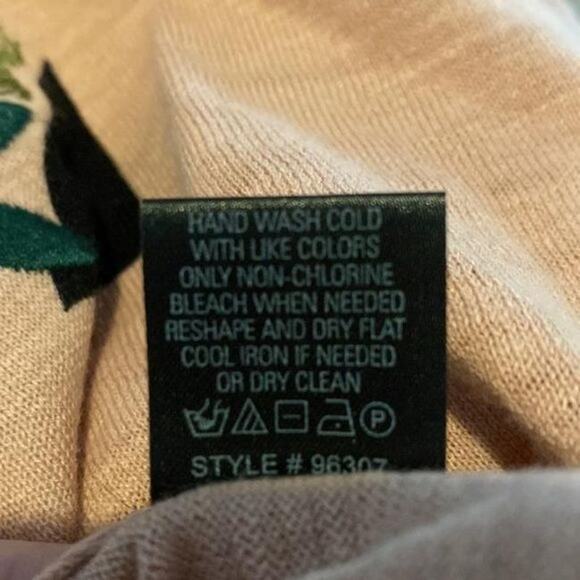 HAND WASH COLD
WITH LIKE COLORS
ONLY NON-CHLORINE
BLEACH WHEN NEEDED
RESHAPE AND DRY FLAT
COOL IRON IF NEEDED
OR DRY CLEAN
P
STYLE # 96307